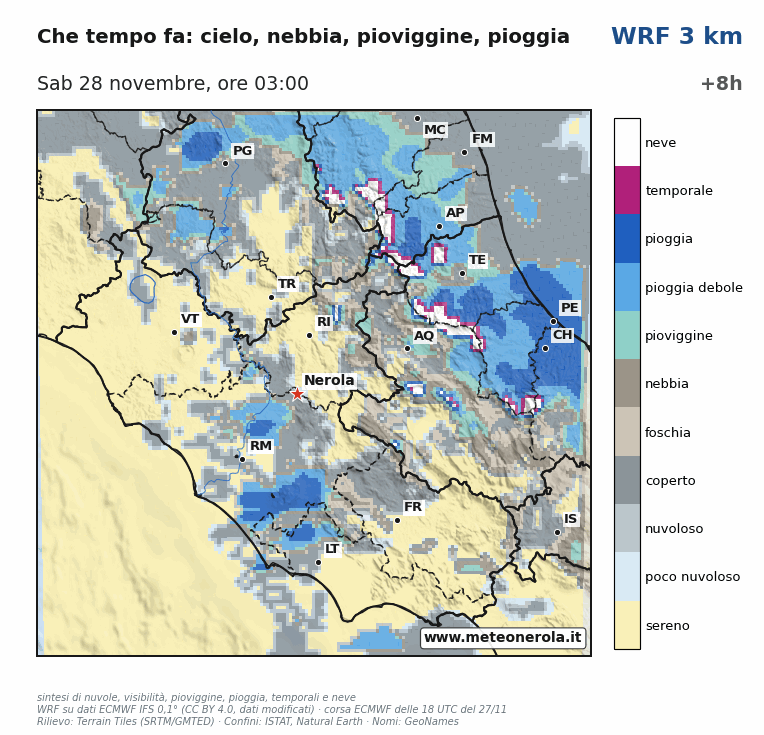 Che tempo fa: cielo, nebbia, pioviggine, pioggia
WRF 3 km
Sab 28 novembre, ore 03:00
+8h
MC
FM
PG
AP
TE
TR
PE
VT
RI
AQ
CH
Nerola
RM
FR
IS
LT
www.meteonerola.it
neve
temporale
pioggia
pioggia debole
pioviggine
nebbia
foschia
coperto
nuvoloso
poco nuvoloso
sereno
sintesi di nuvole, visibilità, pioviggine, pioggia, temporali e neve
WRF su dati ECMWF IFS 0,1° (CC BY 4.0, dati modificati) · corsa ECMWF delle 18 UTC del 27/11
Rilievo: Terrain Tiles (SRTM/GMTED) · Confini: ISTAT, Natural Earth · Nomi: GeoNames